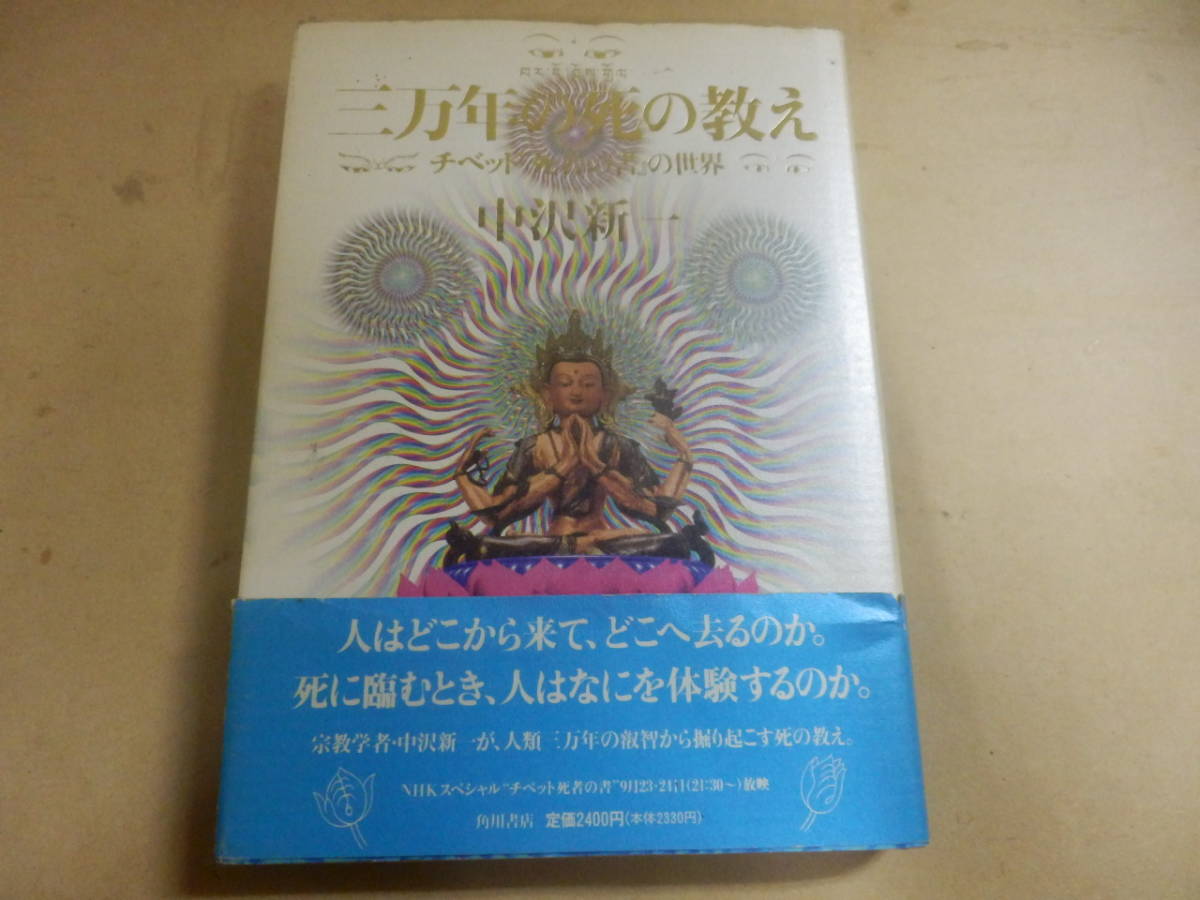 三万年の死の教え
チベット『死者の書』の世界
中沢新一
人はどこから来て、どこへ去るのか。
死に臨むとき、人はなにを体験するのか。
宗教学者・中沢新一が、人類三万年の叡智から掘り起こす死の教え。
NHKスペシャル“チベット死者の書”9月23・24日(21:30〜)放映
角川書店 定価2400円(本体2330円)